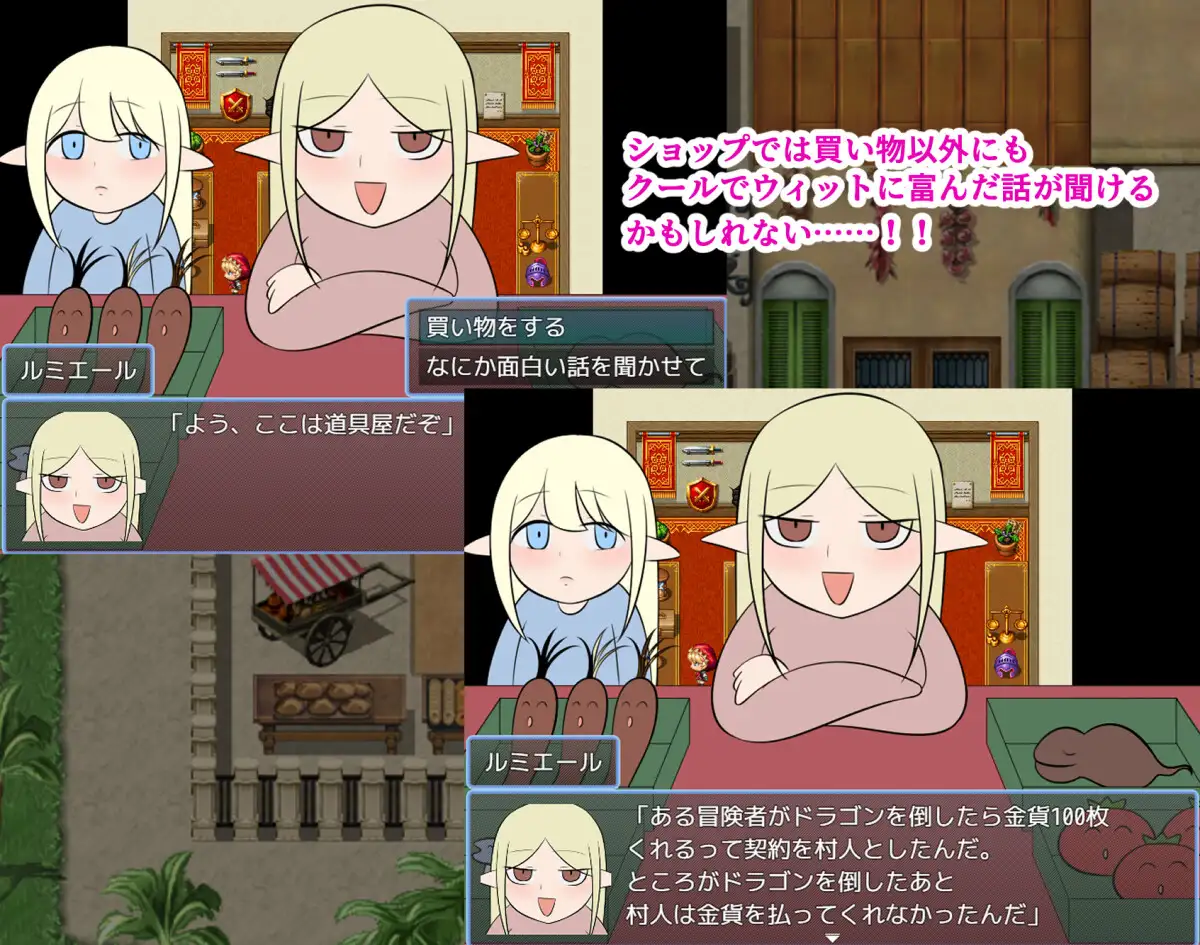 ショップでは買い物以外にも
クールでウィットに富んだ話が聞ける
かもしれない……！！
買い物をする
なにか面白い話を聞かせて
ルミエール
「よう、ここは道具屋だぞ」
ルミエール
「ある冒険者がドラゴンを倒したら金貨100枚
くれるって契約を村人としたんだ。
ところがドラゴンを倒したあと
村人は金貨を払ってくれなかったんだ」